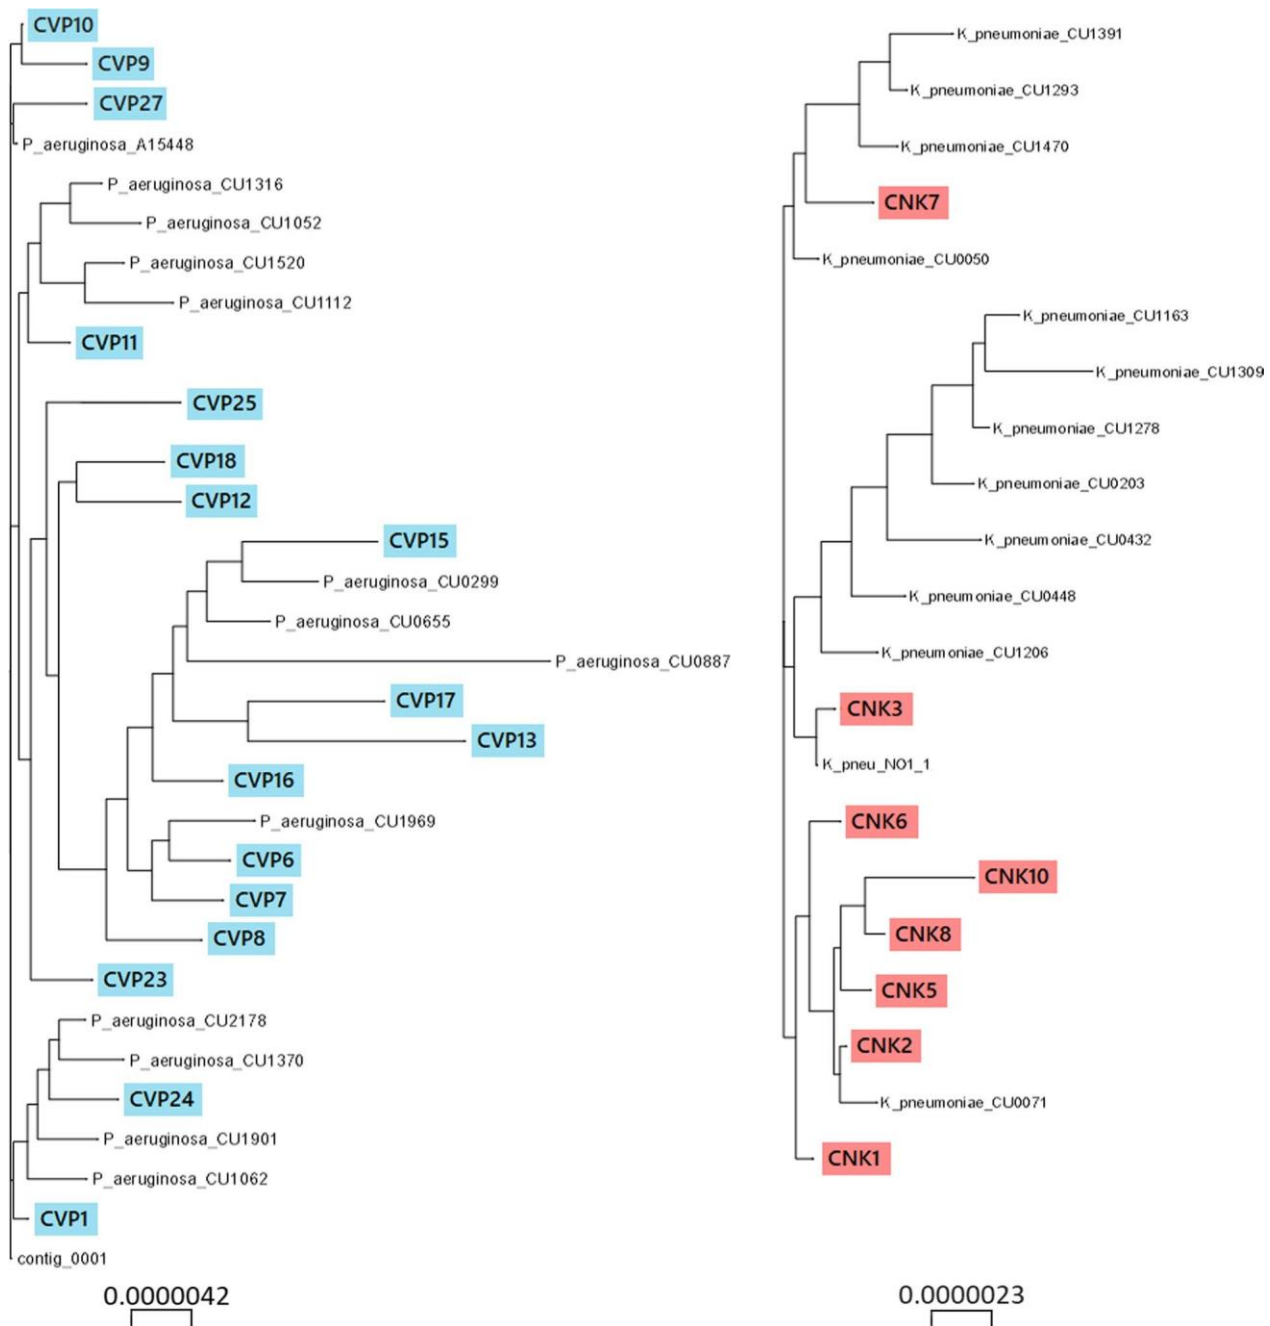 CVP10
CVP9
CVP27
P_aeruginosa_A15448
P_aeruginosa_CU1316
P_aeruginosa_CU1052
P_aeruginosa_CU1520
P_aeruginosa_CU1112
CVP11
CVP25
CVP18
CVP12
CVP15
P_aeruginosa_CU0299
P_aeruginosa_CU0655
P_aeruginosa_CU0887
CVP17
CVP13
CVP16
P_aeruginosa_CU1969
CVP6
CVP7
CVP8
CVP23
P_aeruginosa_CU2178
P_aeruginosa_CU1370
CVP24
P_aeruginosa_CU1901
P_aeruginosa_CU1062
CVP1
contig_0001
0.0000042
K_pneumoniae_CU1391
K_pneumoniae_CU1293
K_pneumoniae_CU1470
CNK7
K_pneumoniae_CU0050
K_pneumoniae_CU1163
K_pneumoniae_CU1309
K_pneumoniae_CU1278
K_pneumoniae_CU0203
K_pneumoniae_CU0432
K_pneumoniae_CU0448
K_pneumoniae_CU1206
CNK3
K_pneu_NO1_1
CNK6
CNK10
CNK8
CNK5
CNK2
K_pneumoniae_CU0071
CNK1
0.0000023